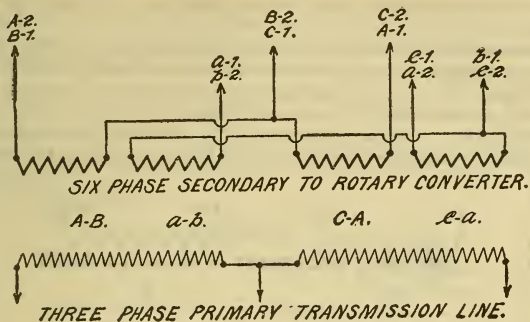 A-2. B-2. C-2.
B-1. C-1. A-1.
a-1. c-1. b-1.
b-2. a-2. c-2.
SIX PHASE SECONDARY TO ROTARY CONVERTER.
A-B. a-b. C-A. c-a.
THREE PHASE PRIMARY TRANSMISSION LINE.